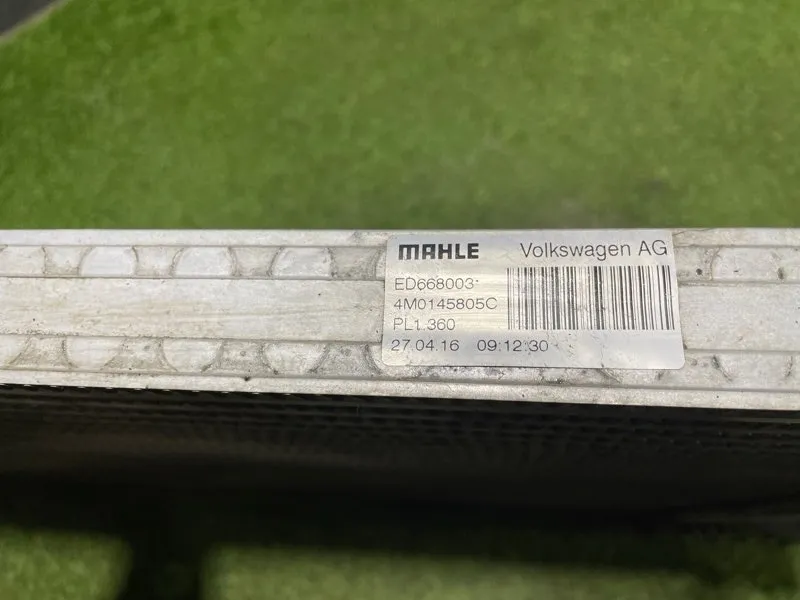 MAHLE Volkswagen AG
ED668003
4M0145805C
PL1.360
27.04.16 09:12:30